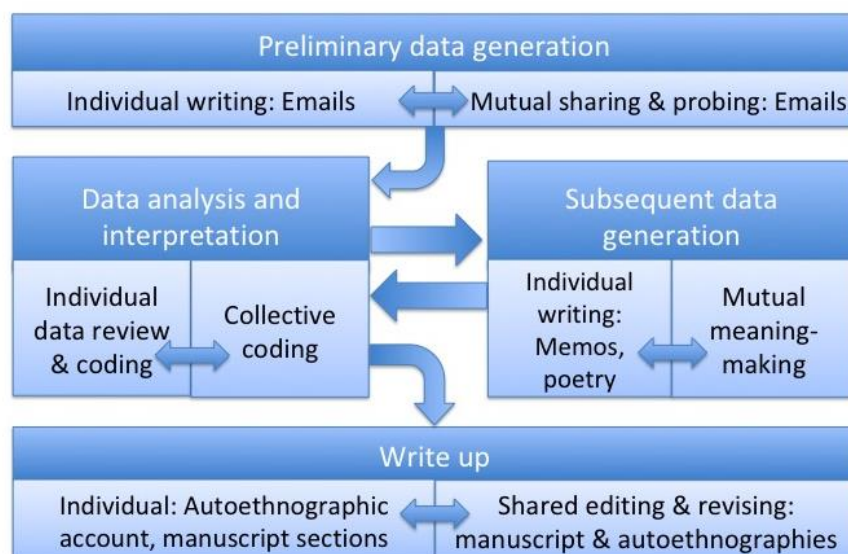 Preliminary data generation
Individual writing: Emails
Mutual sharing & probing: Emails
Data analysis and
interpretation
Individual
data review
& coding
Collective
coding
Subsequent data
generation
Individual
writing:
Memos,
poetry
Mutual
meaning-
making
Write up
Individual: Autoethnographic
account, manuscript sections
Shared editing & revising:
manuscript & autoethnographies